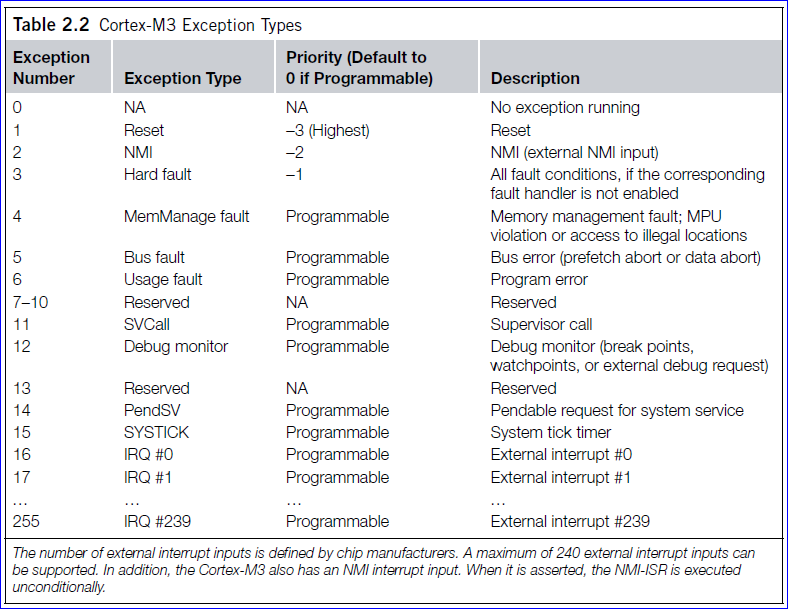 Table 2.2 Cortex-M3 Exception Types
Exception Number Exception Type Priority (Default to 0 if Programmable) Description
0 NA NA No exception running
1 Reset –3 (Highest) Reset
2 NMI –2 NMI (external NMI input)
3 Hard fault –1 All fault conditions, if the corresponding
fault handler is not enabled
4 MemManage fault Programmable Memory management fault; MPU
violation or access to illegal locations
5 Bus fault Programmable Bus error (prefetch abort or data abort)
6 Usage fault Programmable Program error
7–10 Reserved NA Reserved
11 SVCall Programmable Supervisor call
12 Debug monitor Programmable Debug monitor (break points,
watchpoints, or external debug request)
13 Reserved NA Reserved
14 PendSV Programmable Pendable request for system service
15 SYSTICK Programmable System tick timer
16 IRQ #0 Programmable External interrupt #0
17 IRQ #1 Programmable External interrupt #1
… … … …
255 IRQ #239 Programmable External interrupt #239
The number of external interrupt inputs is defined by chip manufacturers. A maximum of 240 external interrupt inputs can
be supported. In addition, the Cortex-M3 also has an NMI interrupt input. When it is asserted, the NMI-ISR is executed
unconditionally.